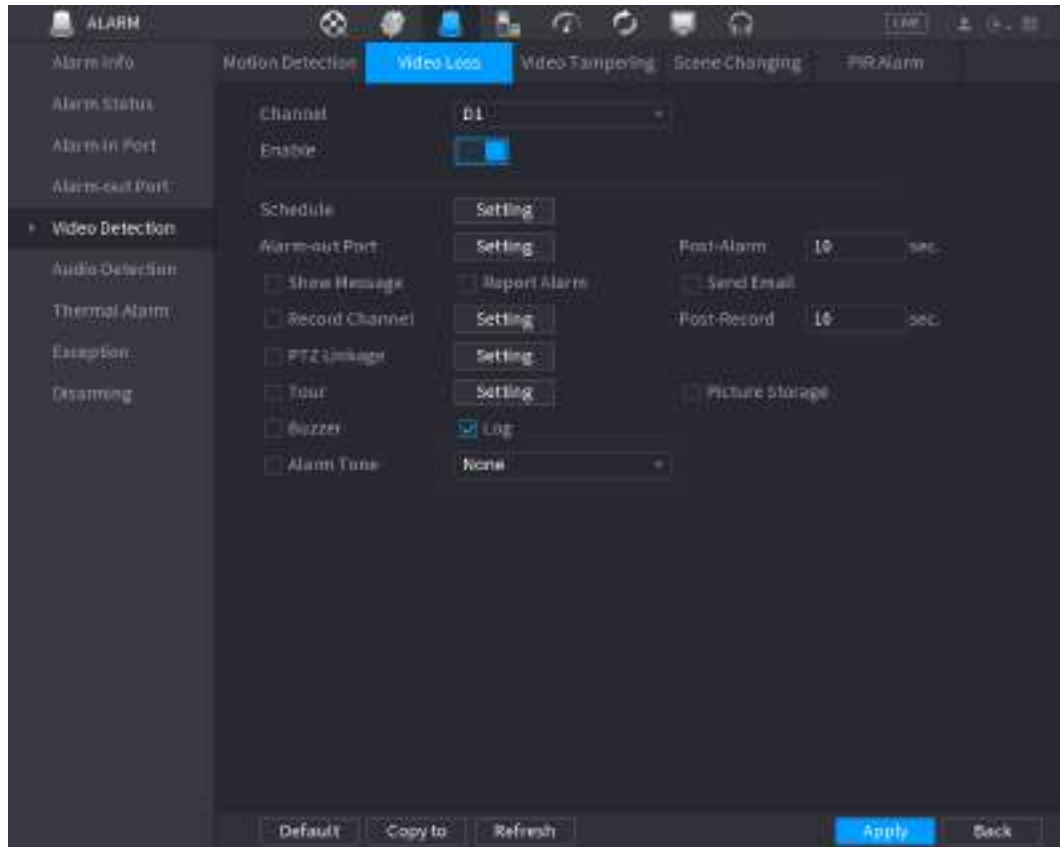 ALARM
LIVE
Alarm Info
Alarm Status
Alarm-in Port
Alarm-out Port
Video Detection
Audio Detection
Thermal Alarm
Exception
Disarming
Motion Detection Video Loss Video Tampering Scene Changing PIR Alarm
Channel D1
Enable
Schedule Setting
Alarm-out Port Setting Post-Alarm 10 sec.
Show Message Report Alarm Send Email
Record Channel Setting Post-Record 10 sec.
PTZ Linkage Setting
Tour Setting Picture Storage
Buzzer Log
Alarm Tone None
Default Copy to Refresh Apply Back